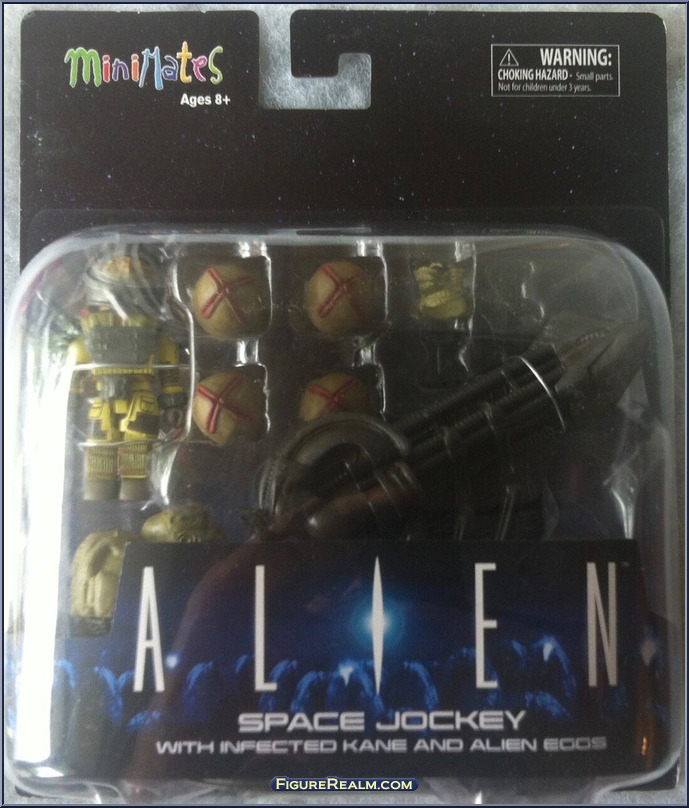 MiniMates
Ages 8+
WARNING:
CHOKING HAZARD - Small parts.
Not for children under 3 years.
ALIEN™
SPACE JOCKEY
WITH INFECTED KANE AND ALIEN EGGS
FigureRealm.com